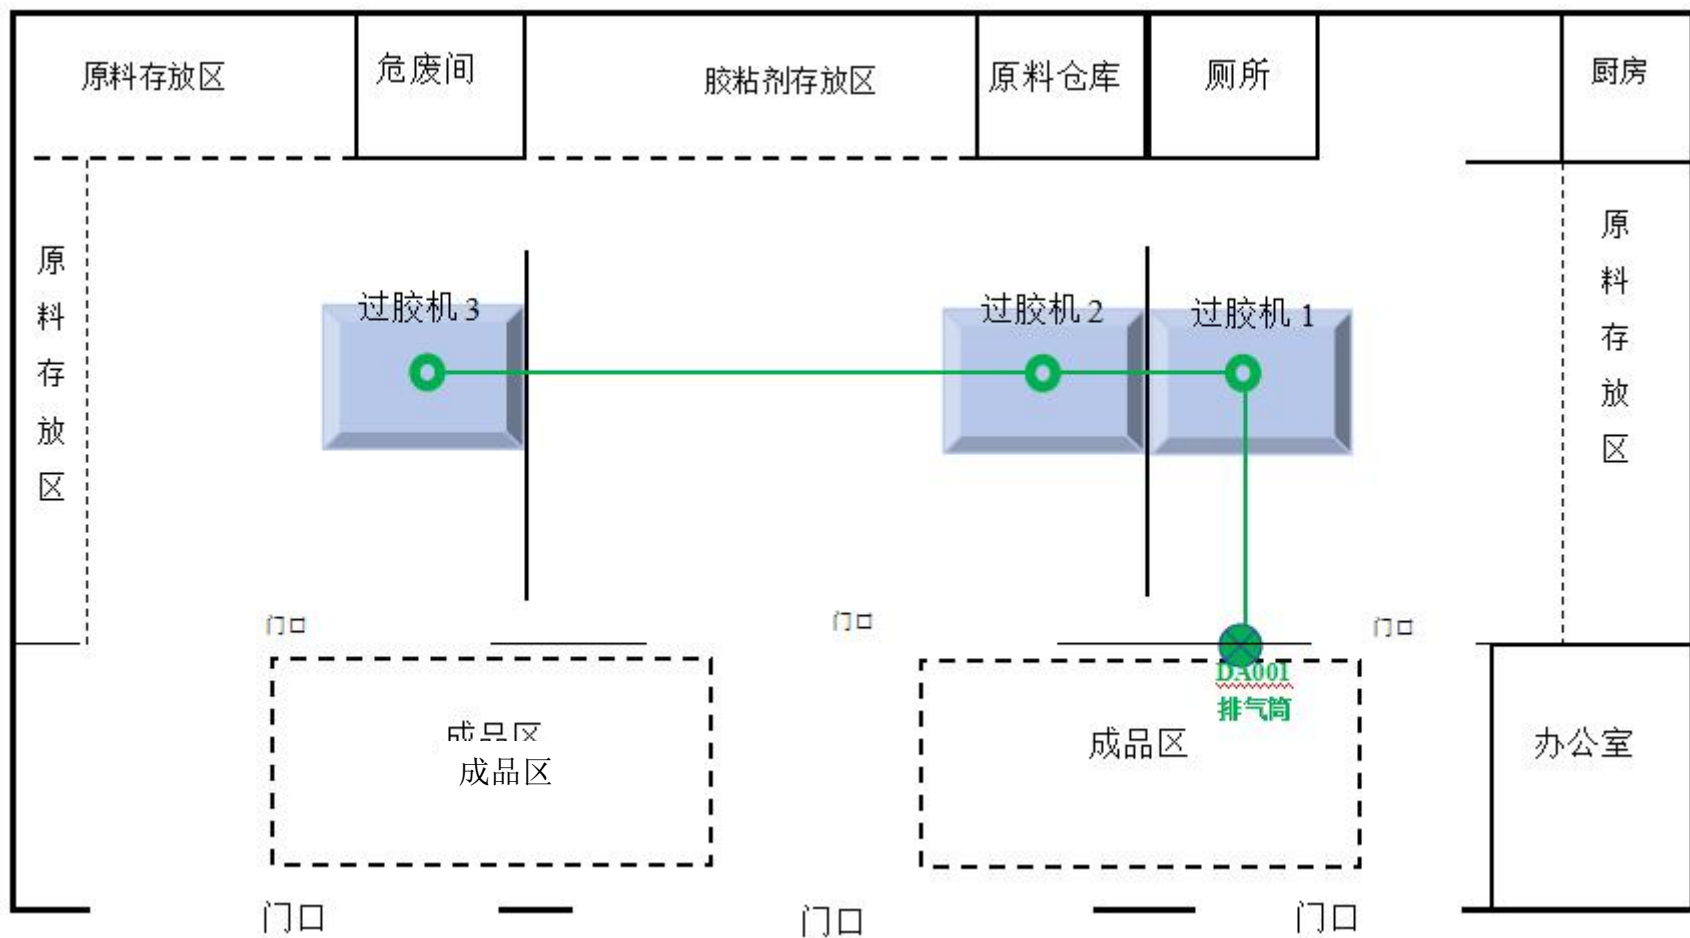 原料存放区
危废间
胶粘剂存放区
原料仓库
厕所
厨房
原料存放区
过胶机 3
过胶机 2
过胶机 1
原料存放区
门口
门口
门口
DA001
排气筒
成品区
成品区
成品区
办公室
门口
门口
门口